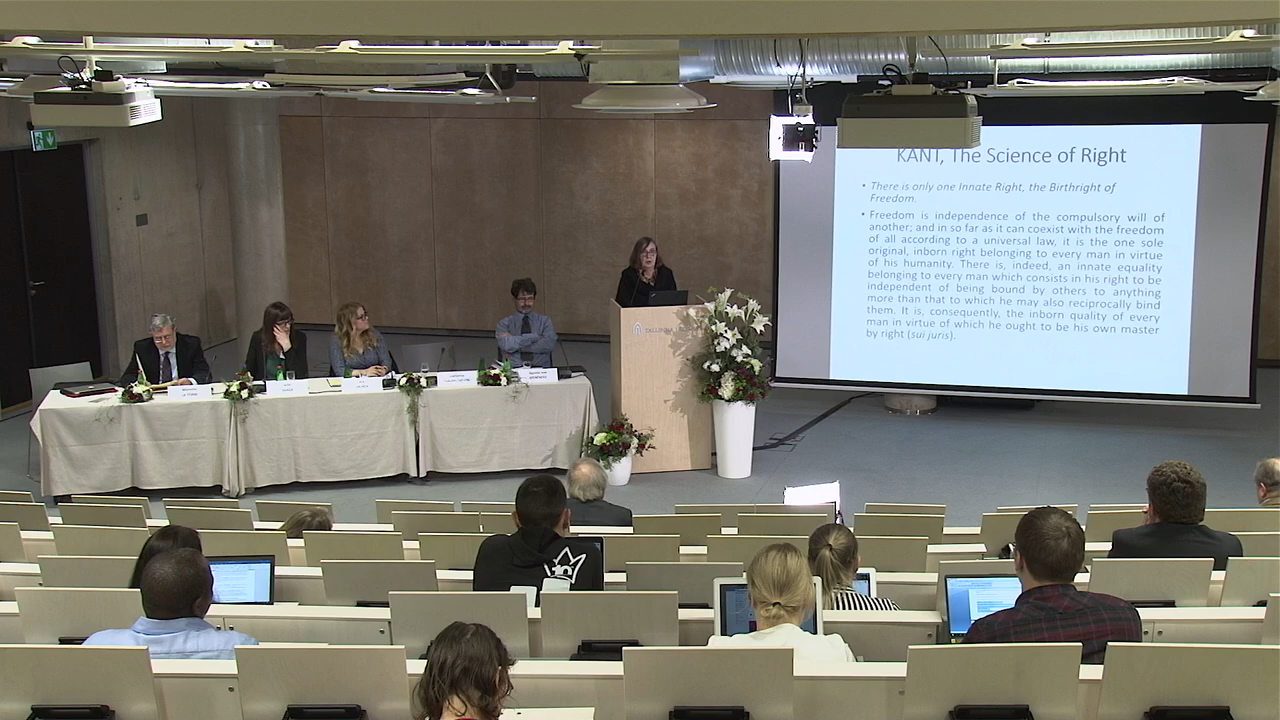 KANT, The Science of Right
• There is only one Innate Right, the Birthright of
Freedom.
• Freedom is independence of the compulsory will of
another; and in so far as it can coexist with the freedom
of all according to a universal law, it is the one sole
original, inborn right belonging to every man in virtue
of his humanity. There is, indeed, an innate equality
belonging to every man which consists in his right to be
independent of being bound by others to anything
more than that to which he may also reciprocally bind
them. It is, consequently, the inborn quality of every
man in virtue of which he ought to be his own master
by right (sui juris).
TALLINNA